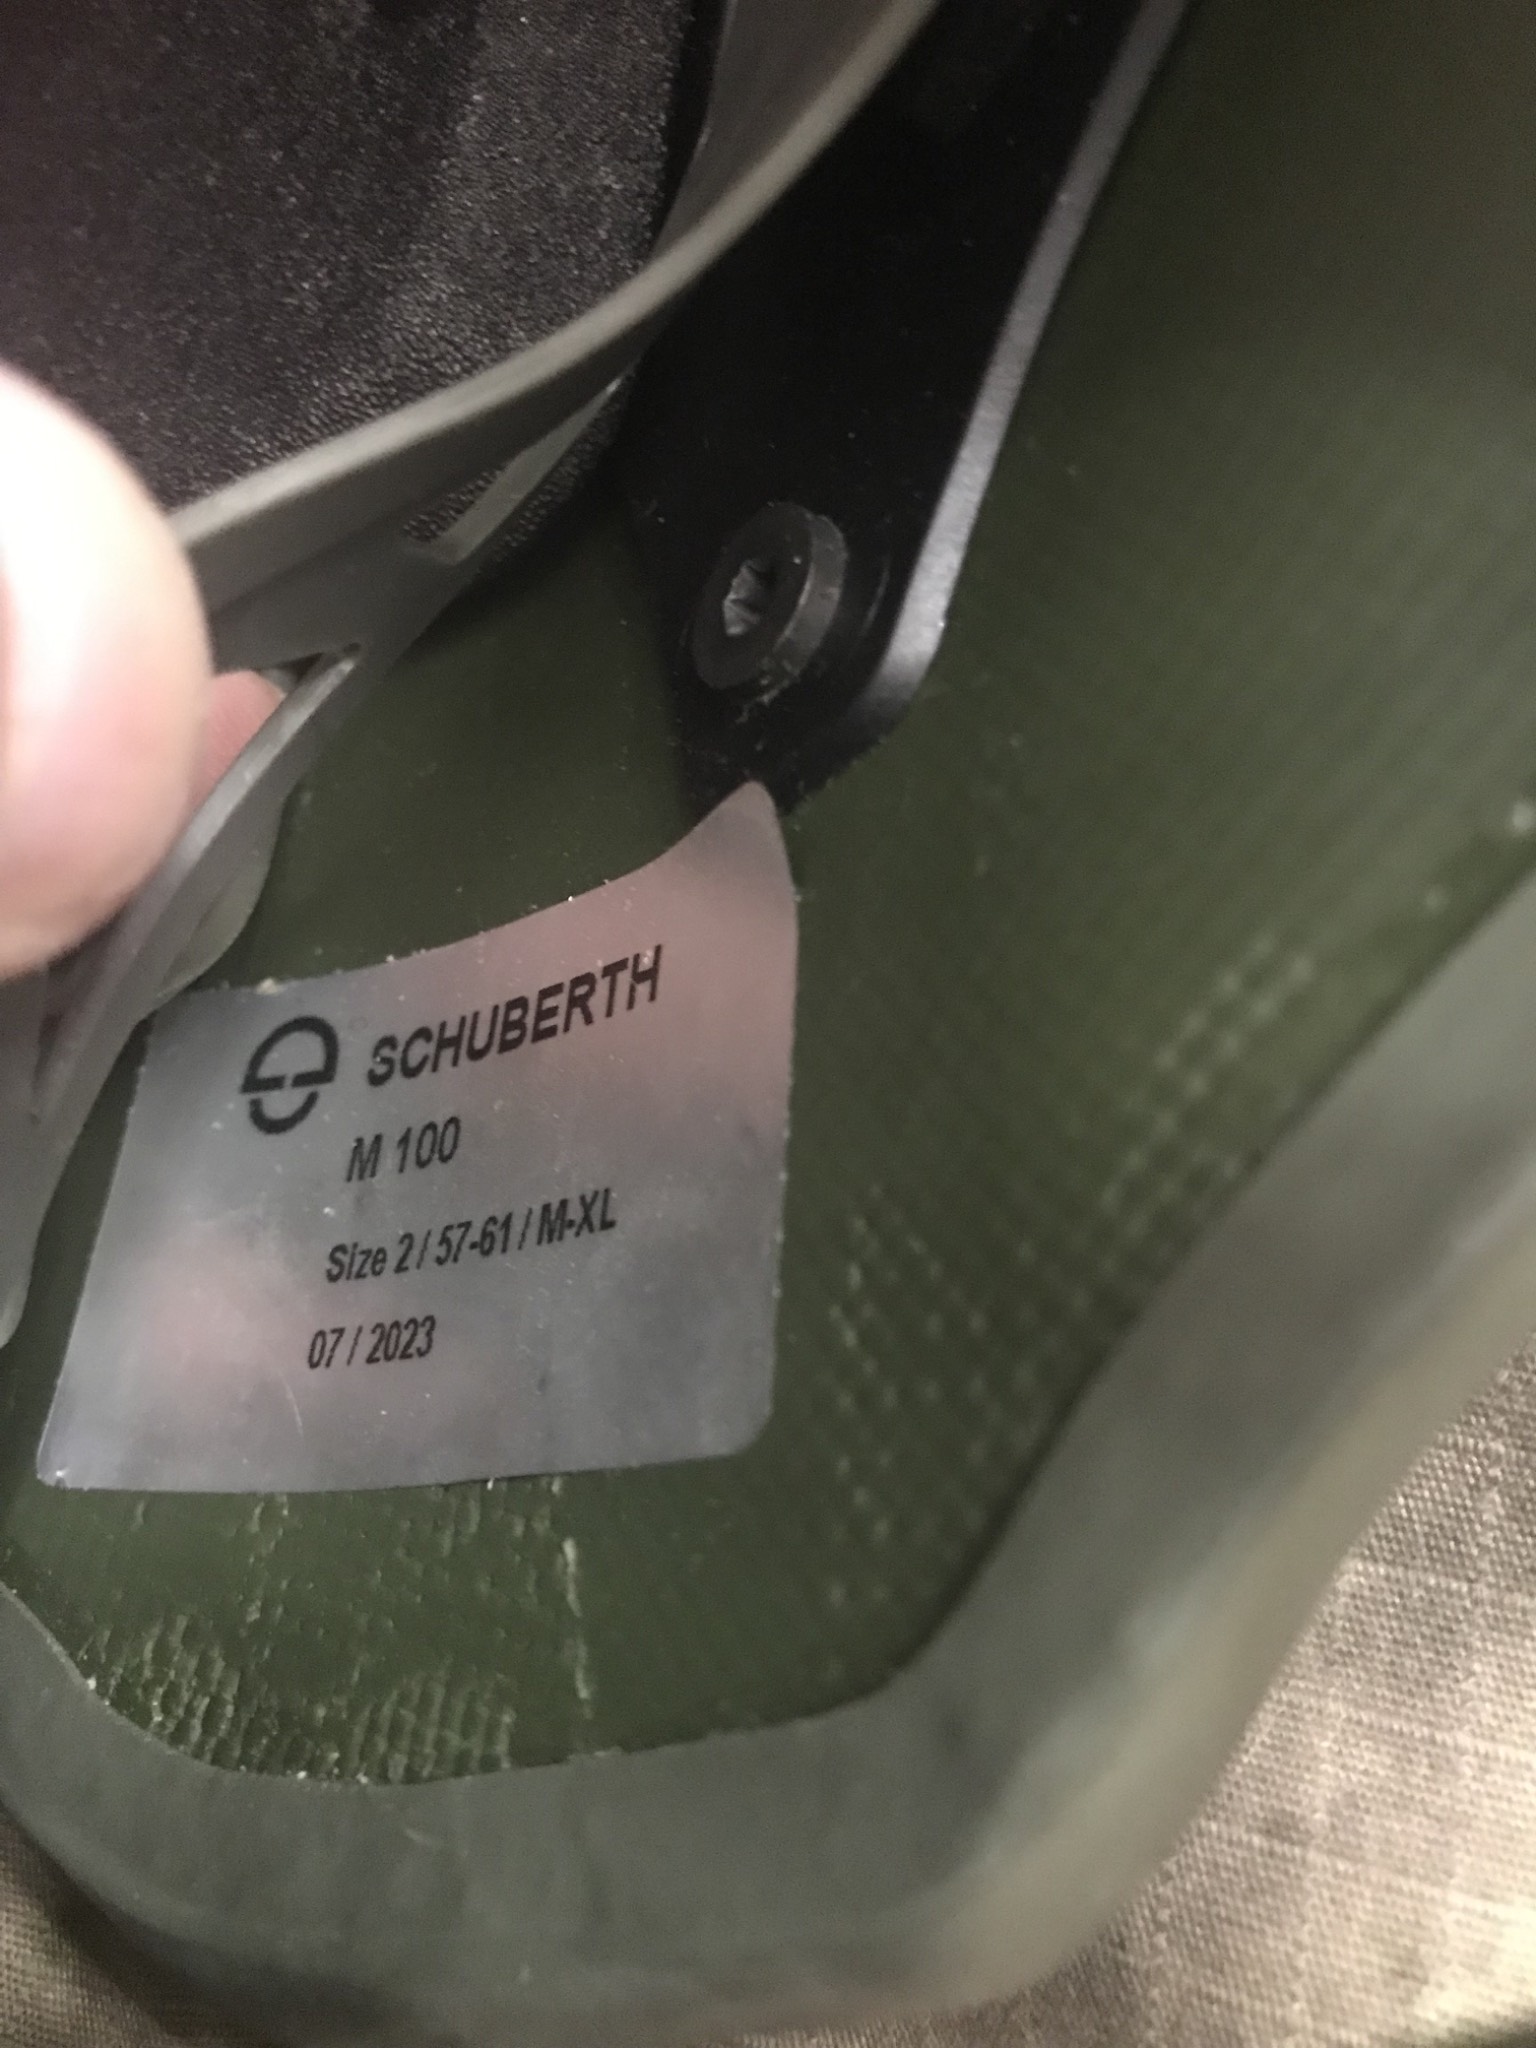 SCHUBERTH
M 100
Size 2 / 57-61 / M-XL
07 / 2023